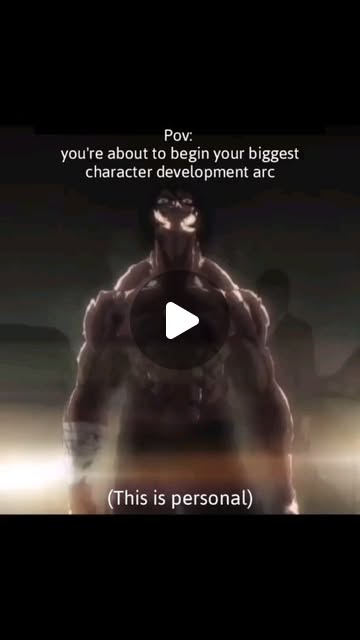 Pov:
you're about to begin your biggest
character development arc
(This is personal)